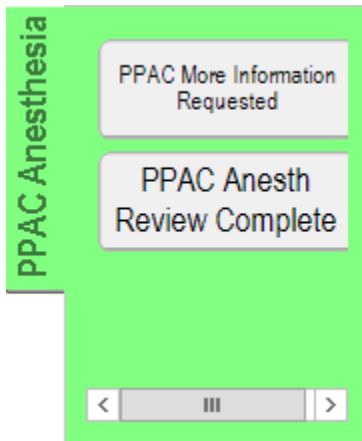 PPAC Anesthesia
PPAC More Information
Requested
PPAC Anesth
Review Complete